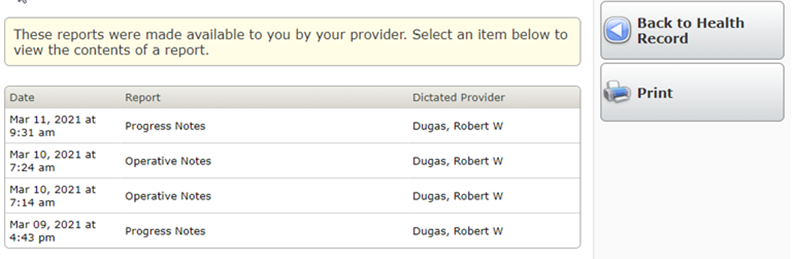 These reports were made available to you by your provider. Select an item below to
view the contents of a report.
Date Report Dictated Provider
Mar 11, 2021 at
9:31 am
Progress Notes
Dugas, Robert W
Mar 10, 2021 at
7:24 am
Operative Notes
Dugas, Robert W
Mar 10, 2021 at
7:14 am
Operative Notes
Dugas, Robert W
Mar 09, 2021 at
4:43 pm
Progress Notes
Dugas, Robert W
Back to Health
Record
Print